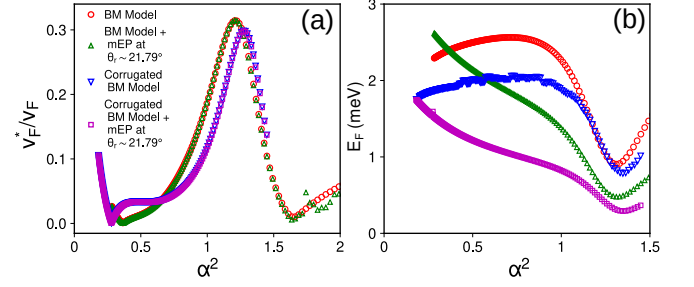 (a)
BM Model
BM Model +
mEP at
θr ~ 21.79°
Corrugated
BM Model
Corrugated
BM Model +
mEP at
θr ~ 21.79°
v*F/vF
0.3
0.2
0.1
0.0
0 0.5 1 1.5 2
α²
(b)
EF (meV)
3
2
1
0
0 0.5 1 1.5
α²